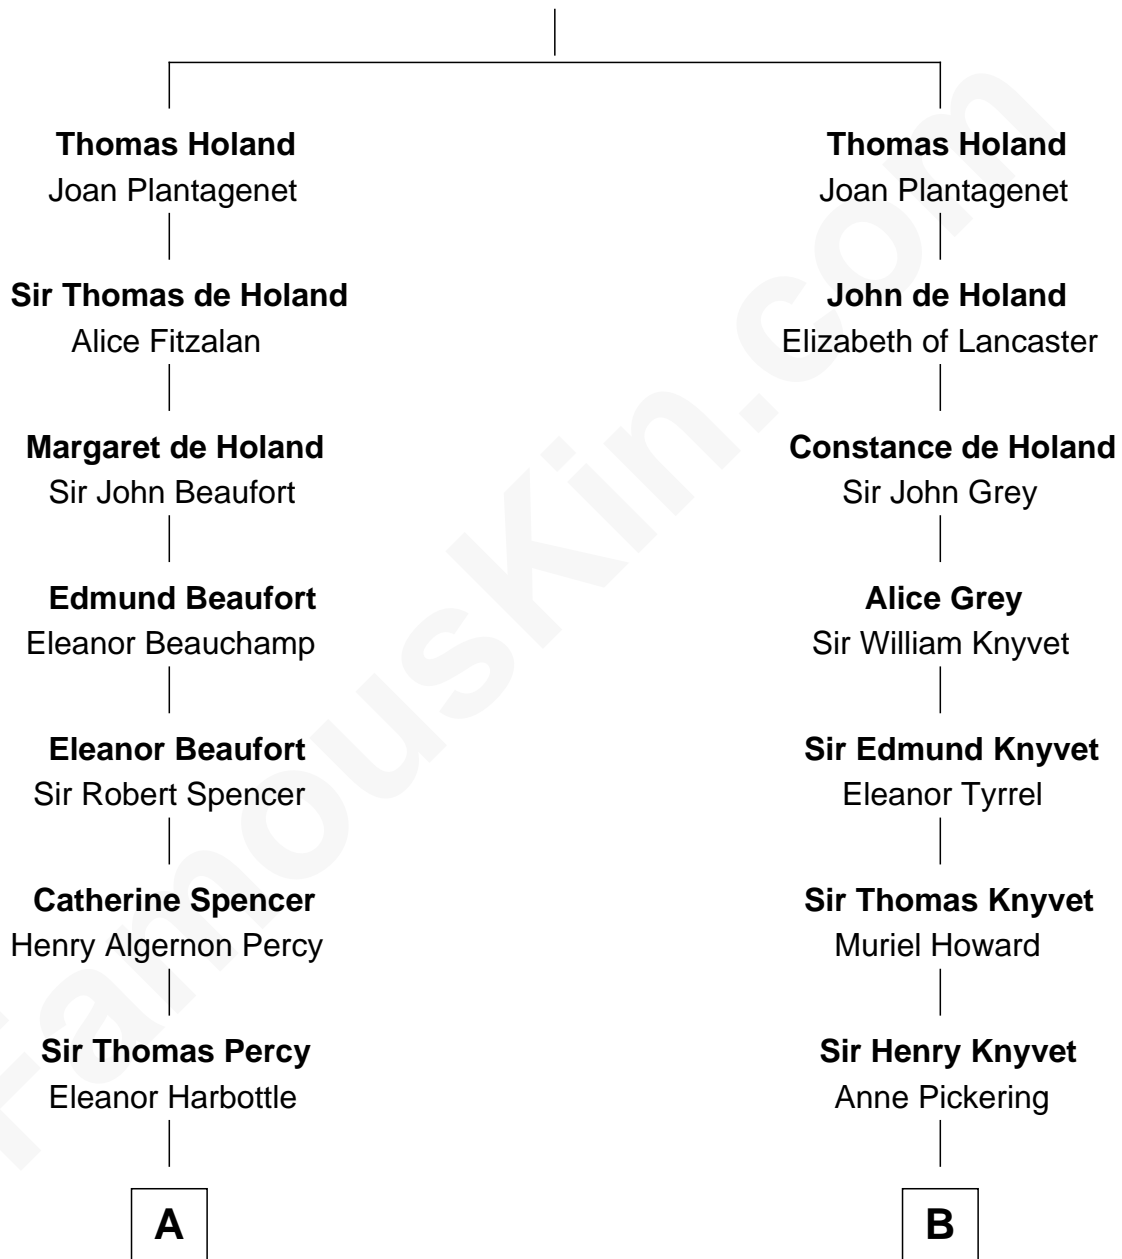 Thomas Holand
Joan Plantagenet
Sir Thomas de Holand
Alice Fitzalan
Margaret de Holand
Sir John Beaufort
Edmund Beaufort
Eleanor Beauchamp
Eleanor Beaufort
Sir Robert Spencer
Catherine Spencer
Henry Algernon Percy
Sir Thomas Percy
Eleanor Harbottle
A
Thomas Holand
Joan Plantagenet
John de Holand
Elizabeth of Lancaster
Constance de Holand
Sir John Grey
Alice Grey
Sir William Knyvet
Sir Edmund Knyvet
Eleanor Tyrrel
Sir Thomas Knyvet
Muriel Howard
Sir Henry Knyvet
Anne Pickering
B
FamousKin.com